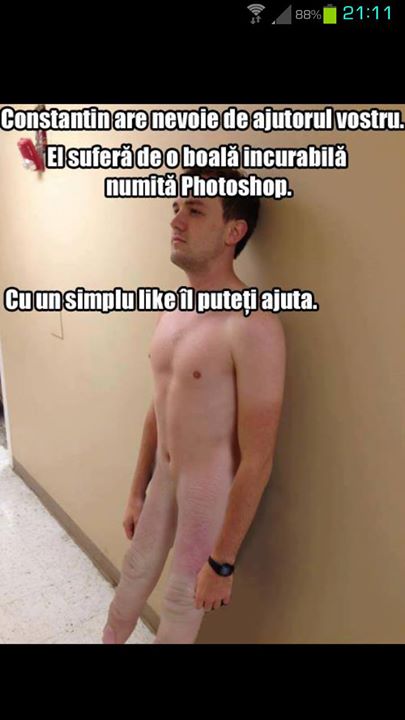 88% 21:11
Constantin are nevoie de ajutorul vostru.
El suferă de o boală incurabilă
numită Photoshop.
Cu un simplu like îl puteți ajuta.